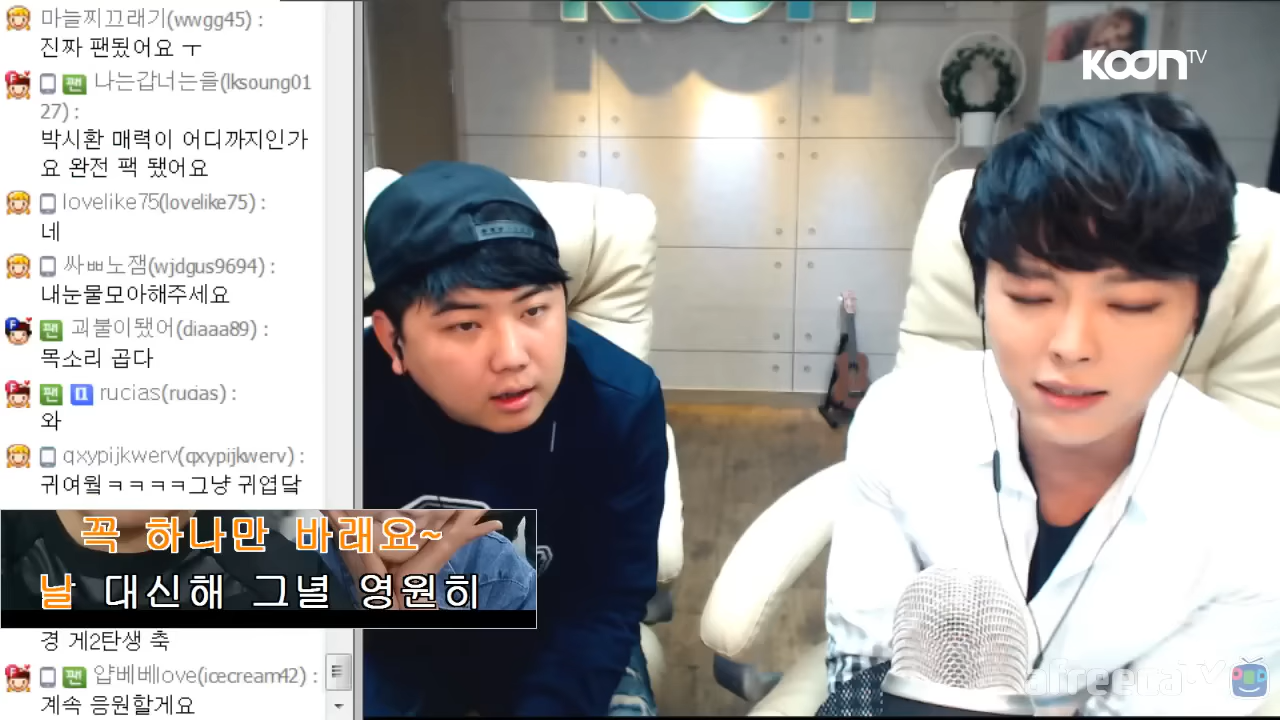 마늘찌끄래기(wwgg45) :
진짜 팬됐어요 ㅜ
팬 나는갑너는을(lksoung01
27) :
박시환 매력이 어디까지인가
요 완전 팩 됐어요
lovelike75(lovelike75) :
네
싸ㅃ노잼(wjdgus9694) :
내눈물모아해주세요
팬 괴불이됐어(diaaa89) :
목소리 곱다
팬 rucias(rucias) :
와
qxypijkwerv(qxypijkwerv) :
귀여웤ㅋㅋㅋㅋ그냥 귀엽닼
꼭 하나만 바래요~
날 대신해 그녈 영원히
경 게2탄생 축
팬 얍베베love(icecream42) :
계속 응원할게요
KOON TV
afreecaTV